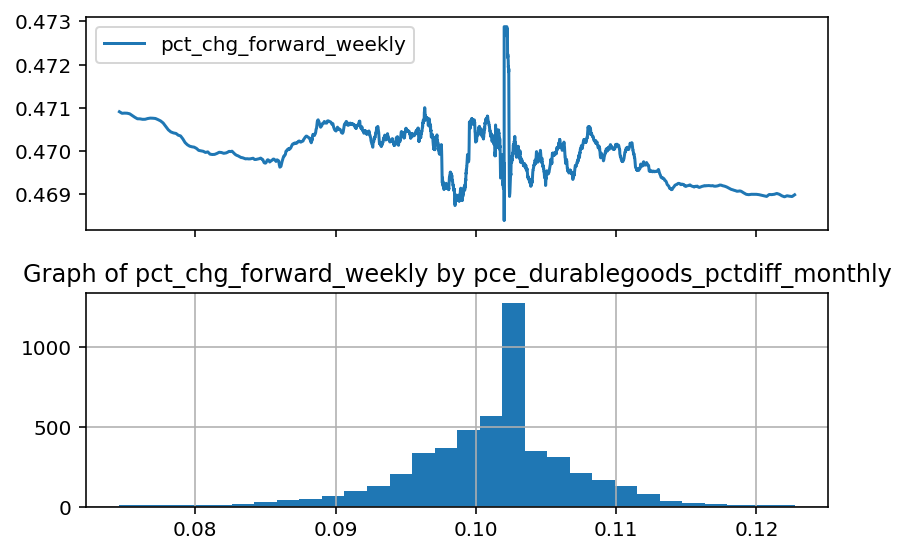 0.473
pct_chg_forward_weekly
0.472
0.471
0.470
0.469
Graph of pct_chg_forward_weekly by pce_durablegoods_pctdiff_monthly
1000
500
0
0.08 0.09 0.10 0.11 0.12